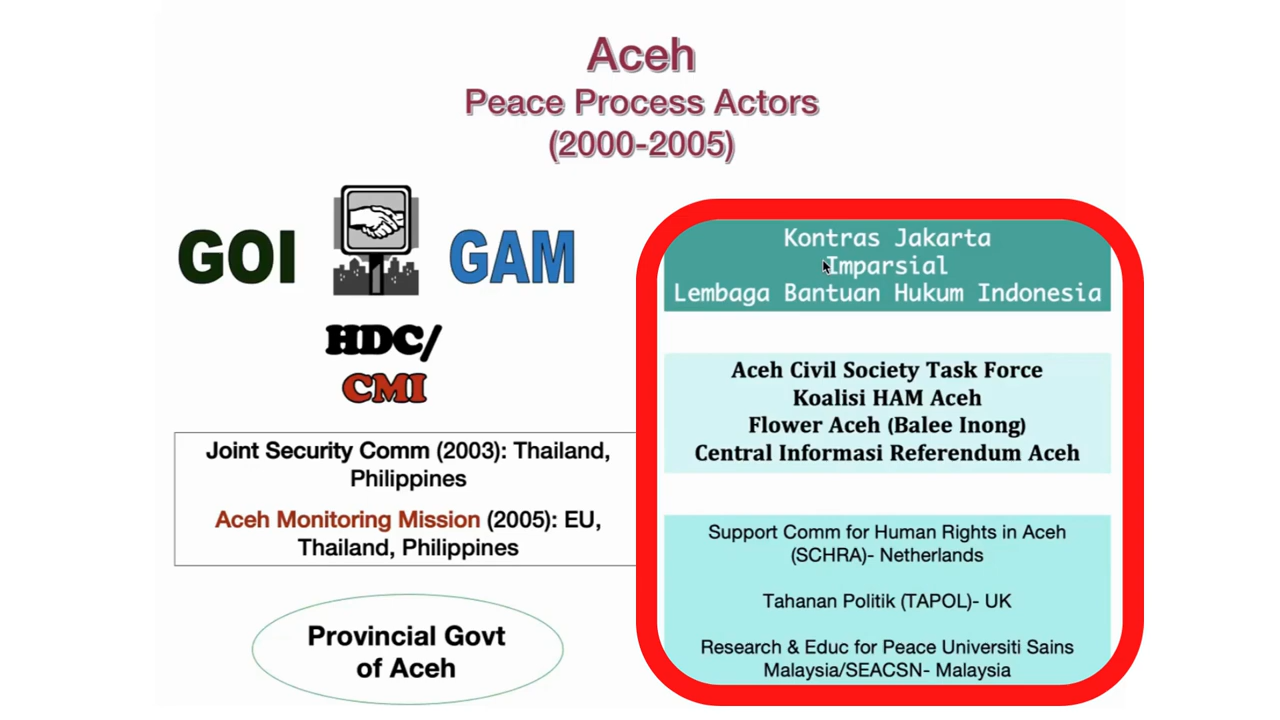 Aceh
Peace Process Actors
(2000-2005)
GOI
GAM
HDC/
CMI
Joint Security Comm (2003): Thailand,
Philippines
Aceh Monitoring Mission (2005): EU,
Thailand, Philippines
Provincial Govt
of Aceh
Kontras Jakarta
Imparsial
Lembaga Bantuan Hukum Indonesia
Aceh Civil Society Task Force
Koalisi HAM Aceh
Flower Aceh (Balee Inong)
Central Informasi Referendum Aceh
Support Comm for Human Rights in Aceh
(SCHRA)- Netherlands
Tahanan Politik (TAPOL)- UK
Research & Educ for Peace Universiti Sains
Malaysia/SEACSN- Malaysia